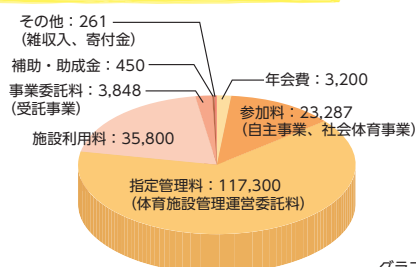 その他：261
（雑収入、寄付金）
補助・助成金：450
事業委託料：3,848
（受託事業）
施設利用料：35,800
年会費：3,200
参加料：23,287
（自主事業、社会体育事業）
指定管理料：117,300
（体育施設管理運営委託料）
グラフ